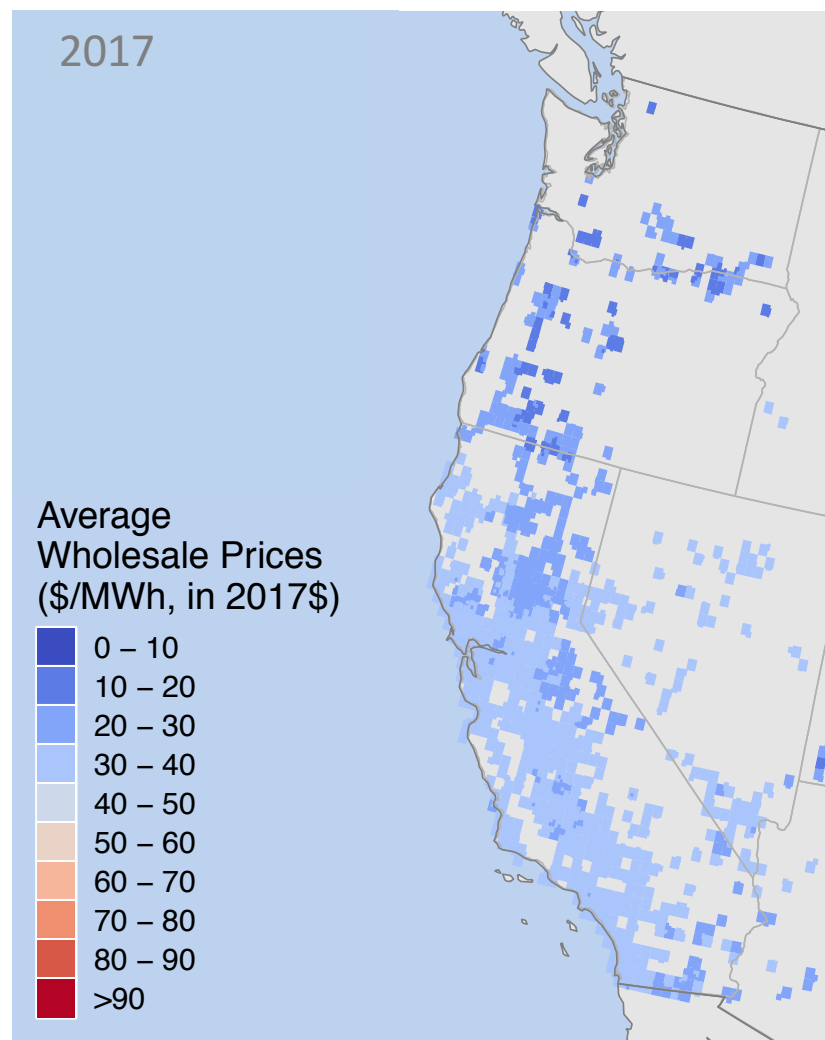 2017
Average
Wholesale Prices
($/MWh, in 2017$)
0 – 10
10 – 20
20 – 30
30 – 40
40 – 50
50 – 60
60 – 70
70 – 80
80 – 90
>90